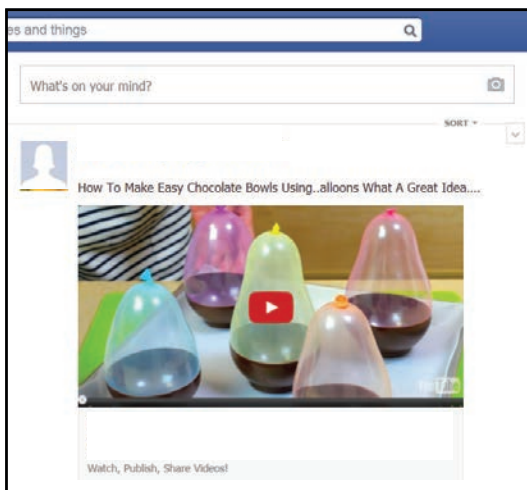 es and things
What's on your mind?
SORT
How To Make Easy Chocolate Bowls Using..alloons What A Great Idea....
YouTube
Watch, Publish, Share Videos!